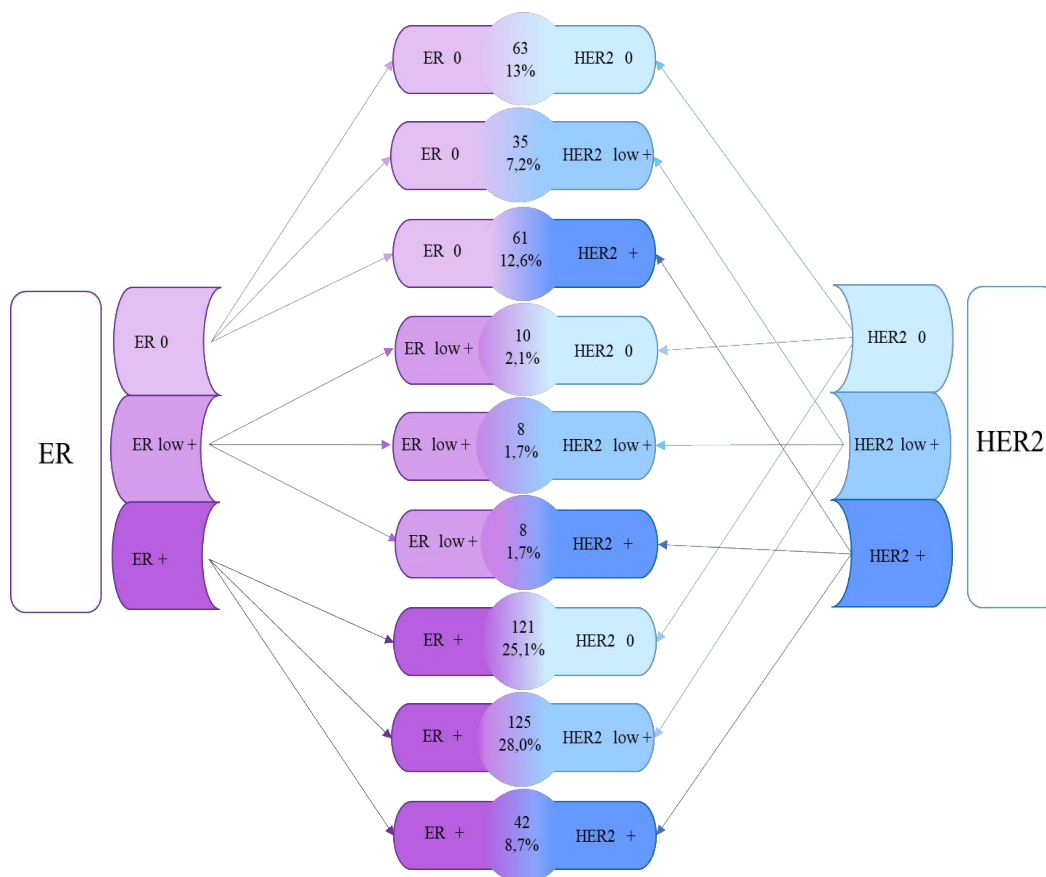 ER 0
63
13%
HER2 0
ER 0
35
7,2%
HER2 low +
ER 0
61
12,6%
HER2 +
ER low +
10
2,1%
HER2 0
ER low +
8
1,7%
HER2 low +
ER low +
8
1,7%
HER2 +
ER +
121
25,1%
HER2 0
ER +
125
28,0%
HER2 low +
ER +
42
8,7%
HER2 +
ER
ER 0
ER low +
ER +
HER2 0
HER2 low +
HER2 +
HER2